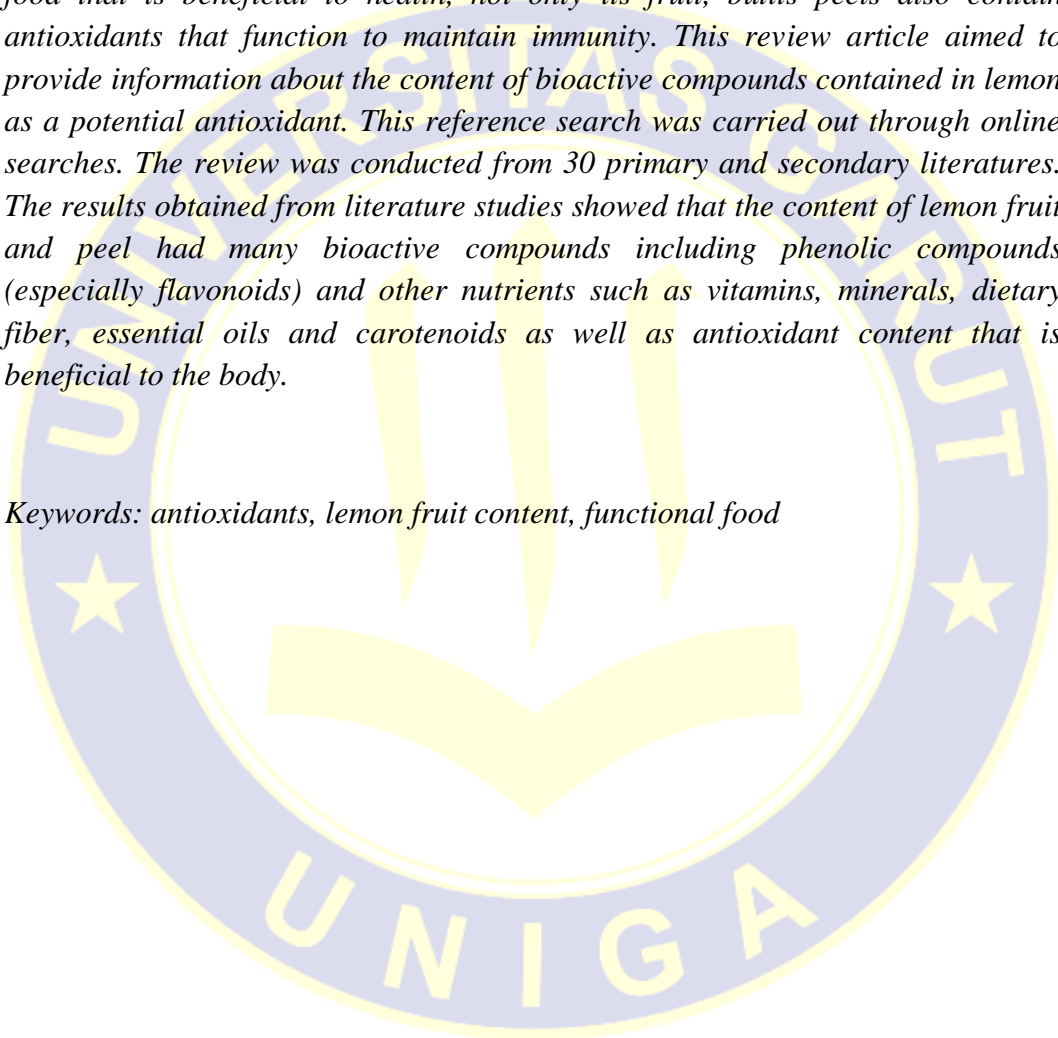 food that is beneficial to health, not only its fruit, butits peels also contain
antioxidants that function to maintain immunity. This review article aimed to
provide information about the content of bioactive compounds contained in lemon
as a potential antioxidant. This reference search was carried out through online
searches. The review was conducted from 30 primary and secondary literatures.
The results obtained from literature studies showed that the content of lemon fruit
and peel had many bioactive compounds including phenolic compounds
(especially flavonoids) and other nutrients such as vitamins, minerals, dietary
fiber, essential oils and carotenoids as well as antioxidant content that is
beneficial to the body.
Keywords: antioxidants, lemon fruit content, functional food
UNIVERSITAS GARUT
UNIGA